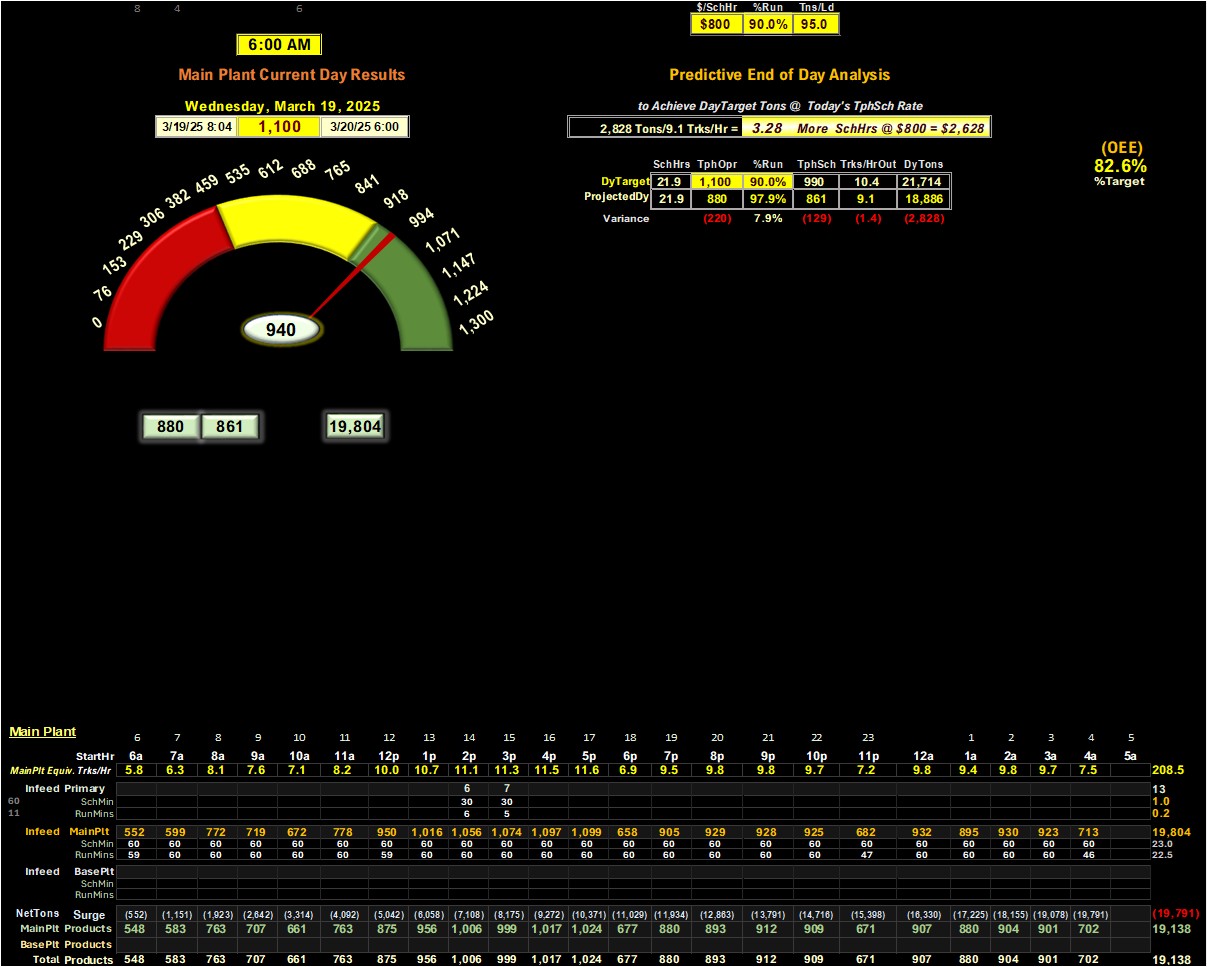 8 4 6
$/SchHr %Run Tns/Ld
$800 90.0% 95.0
6:00 AM
Main Plant Current Day Results
Predictive End of Day Analysis
Wednesday, March 19, 2025
to Achieve DayTarget Tons @ Today's TphSch Rate
3/19/25 8:04 1,100 3/20/25 6:00
2,828 Tons/9.1 Trks/Hr = 3.28 More SchHrs @ $800 = $2,628
(OEE)
82.6%
%Target
SchHrs TphOpr %Run TphSch Trks/HrOut DyTons
DyTarget 21.9 1,100 90.0% 990 10.4 21,714
ProjectedDy 21.9 880 97.9% 861 9.1 18,886
Variance (220) 7.9% (129) (1.4) (2,828)
0
76
153
229
306
382
459
535
612
688
765
841
918
994
1,071
1,147
1,224
1,300
940
880 861 19,804
Main Plant
6 7 8 9 10 11 12 13 14 15 16 17 18 19 20 21 22 23 1 2 3 4 5
StartHr 6a 7a 8a 9a 10a 11a 12p 1p 2p 3p 4p 5p 6p 7p 8p 9p 10p 11p 12a 1a 2a 3a 4a 5a
MainPlt Equiv. Trks/Hr 5.8 6.3 8.1 7.6 7.1 8.2 10.0 10.7 11.1 11.3 11.5 11.6 6.9 9.5 9.8 9.8 9.7 7.2 9.8 9.4 9.8 9.7 7.5 208.5
Infeed Primary 6 7 13
60 SchMin 30 30 1.0
11 RunMins 6 5 0.2
Infeed MainPlt 552 599 772 719 672 778 950 1,016 1,056 1,074 1,097 1,099 658 905 929 928 925 682 932 895 930 923 713 19,804
SchMin 60 60 60 60 60 60 60 60 60 60 60 60 60 60 60 60 60 60 60 60 60 60 60 23.0
RunMins 59 60 60 60 60 60 59 60 60 60 60 60 60 60 60 60 60 47 60 60 60 60 46 22.5
Infeed BasePlt
SchMin
RunMins
NetTons Surge (552) (1,151) (1,923) (2,642) (3,314) (4,092) (5,042) (6,058) (7,108) (8,175) (9,272) (10,371) (11,029) (11,934) (12,863) (13,791) (14,716) (15,398) (16,330) (17,225) (18,155) (19,078) (19,791) (19,791)
MainPlt Products 548 583 763 707 661 763 875 956 1,006 999 1,017 1,024 677 880 893 912 909 671 907 880 904 901 702 19,138
BasePlt Products
Total Products 548 583 763 707 661 763 875 956 1,006 999 1,017 1,024 677 880 893 912 909 671 907 880 904 901 702 19,138